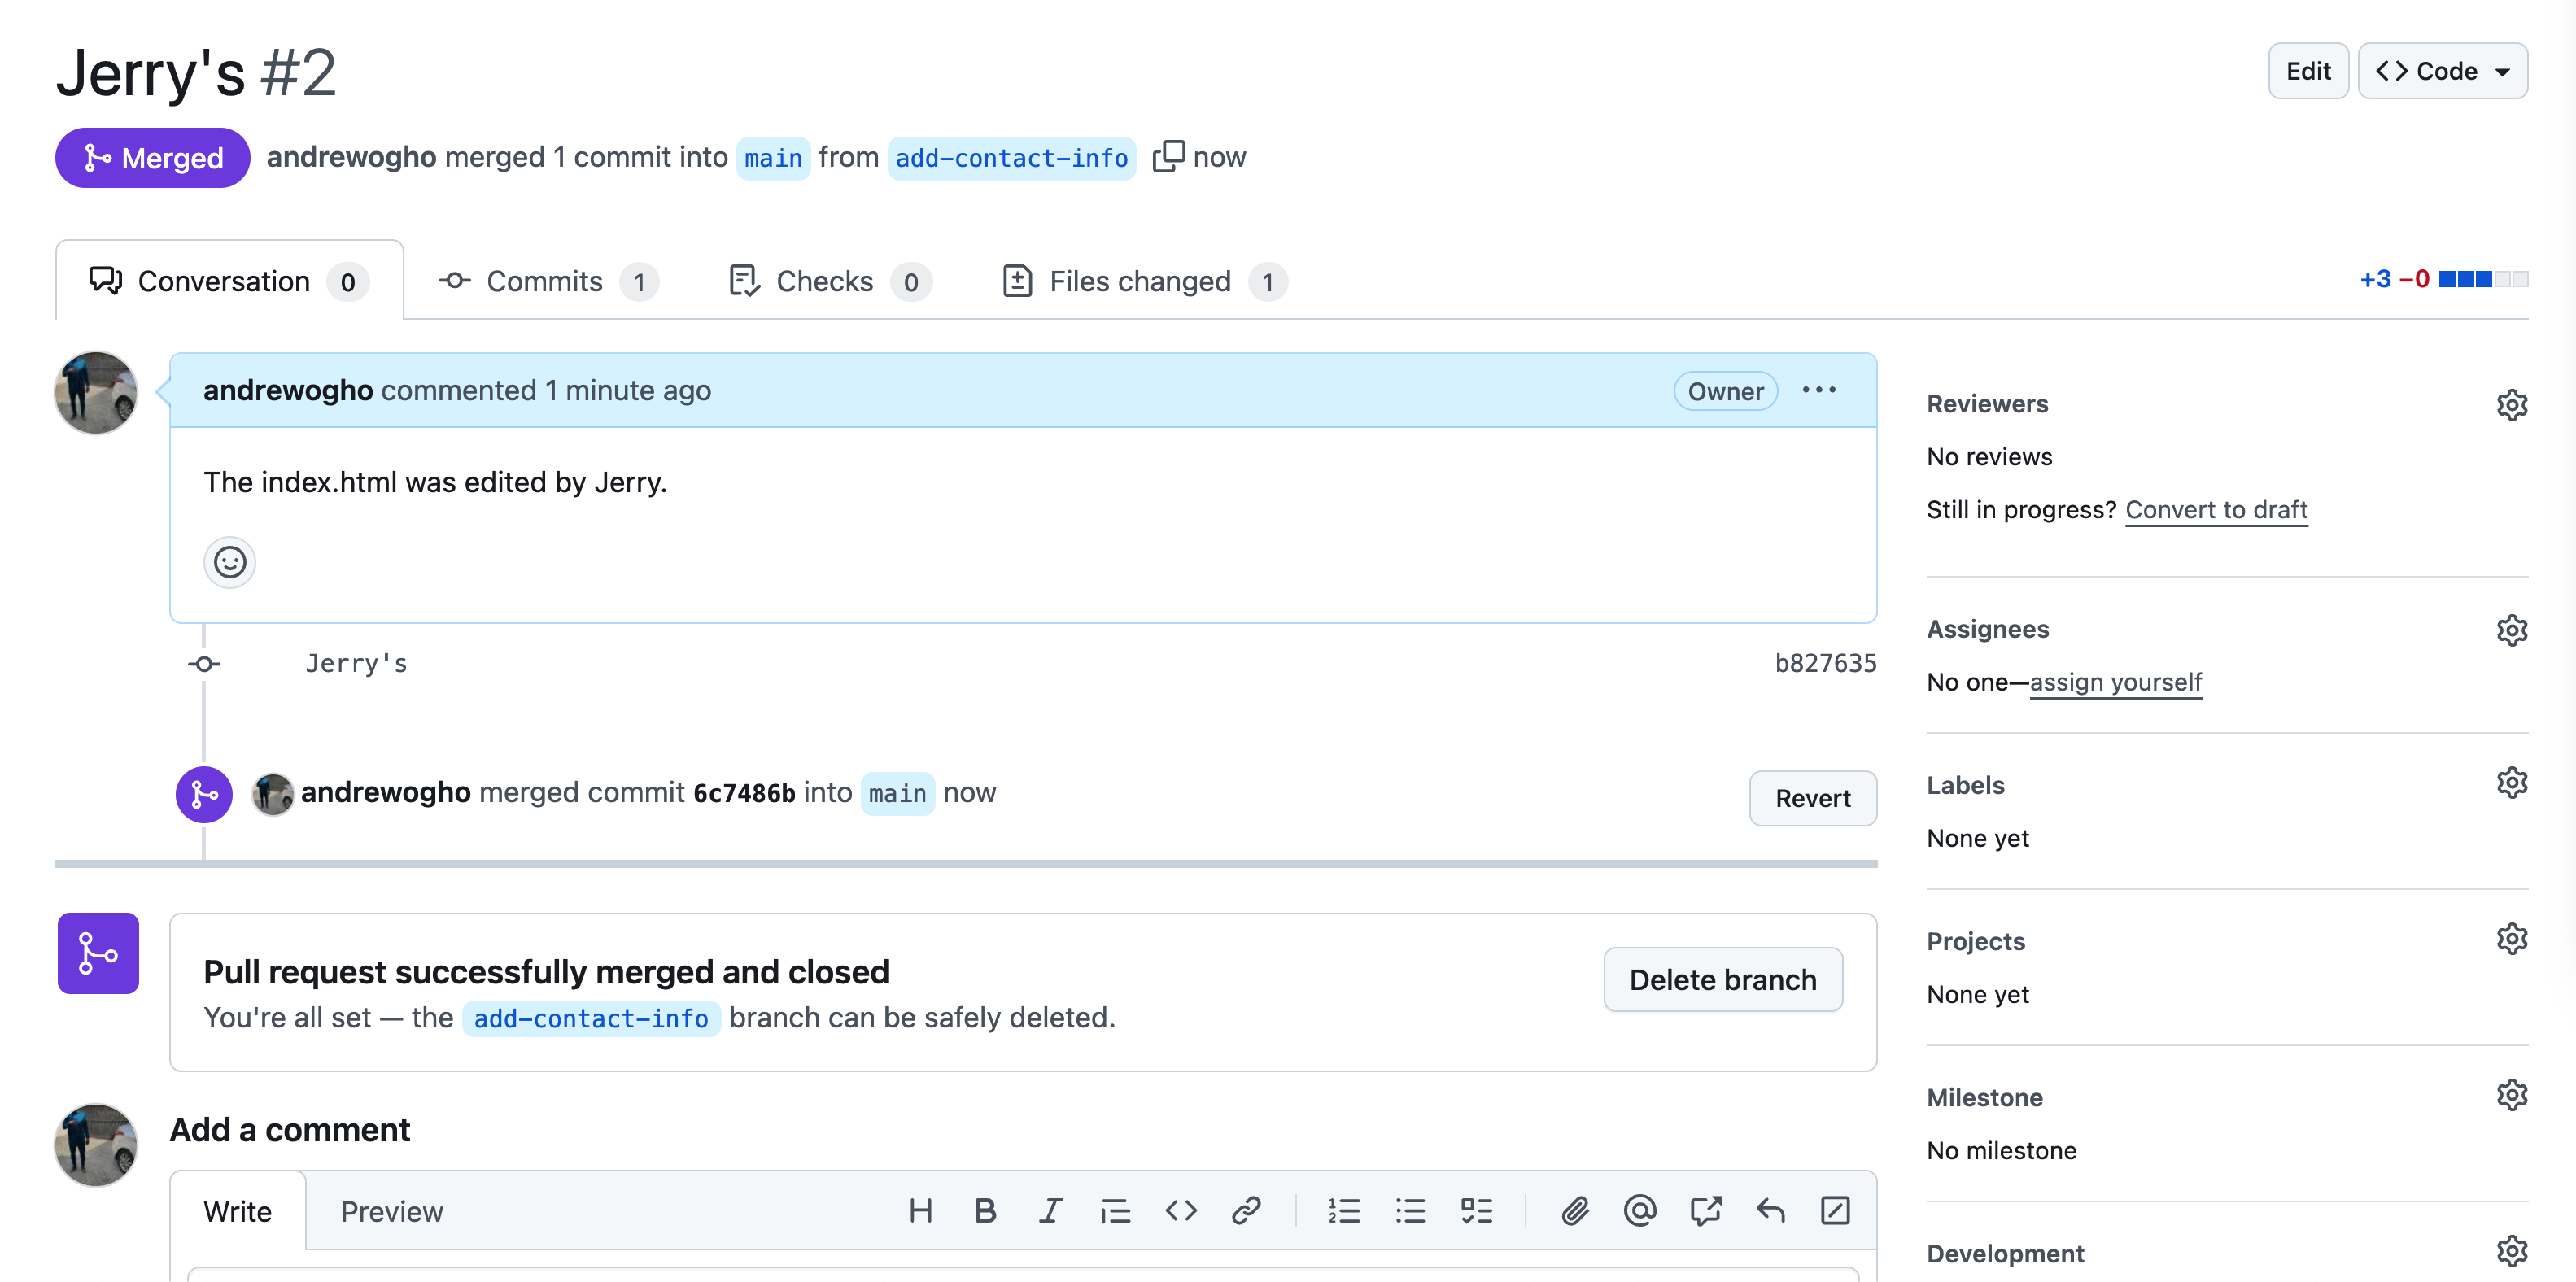 Jerry's #2
Edit
Code
Merged
andrewogho merged 1 commit into main from add-contact-info now
Conversation 0
Commits 1
Checks 0
Files changed 1
+3 −0
andrewogho commented 1 minute ago
Owner
The index.html was edited by Jerry.
Jerry's
b827635
andrewogho merged commit 6c7486b into main now
Revert
Pull request successfully merged and closed
You're all set — the add-contact-info branch can be safely deleted.
Delete branch
Add a comment
Write
Preview
Reviewers
No reviews
Still in progress? Convert to draft
Assignees
No one—assign yourself
Labels
None yet
Projects
None yet
Milestone
No milestone
Development